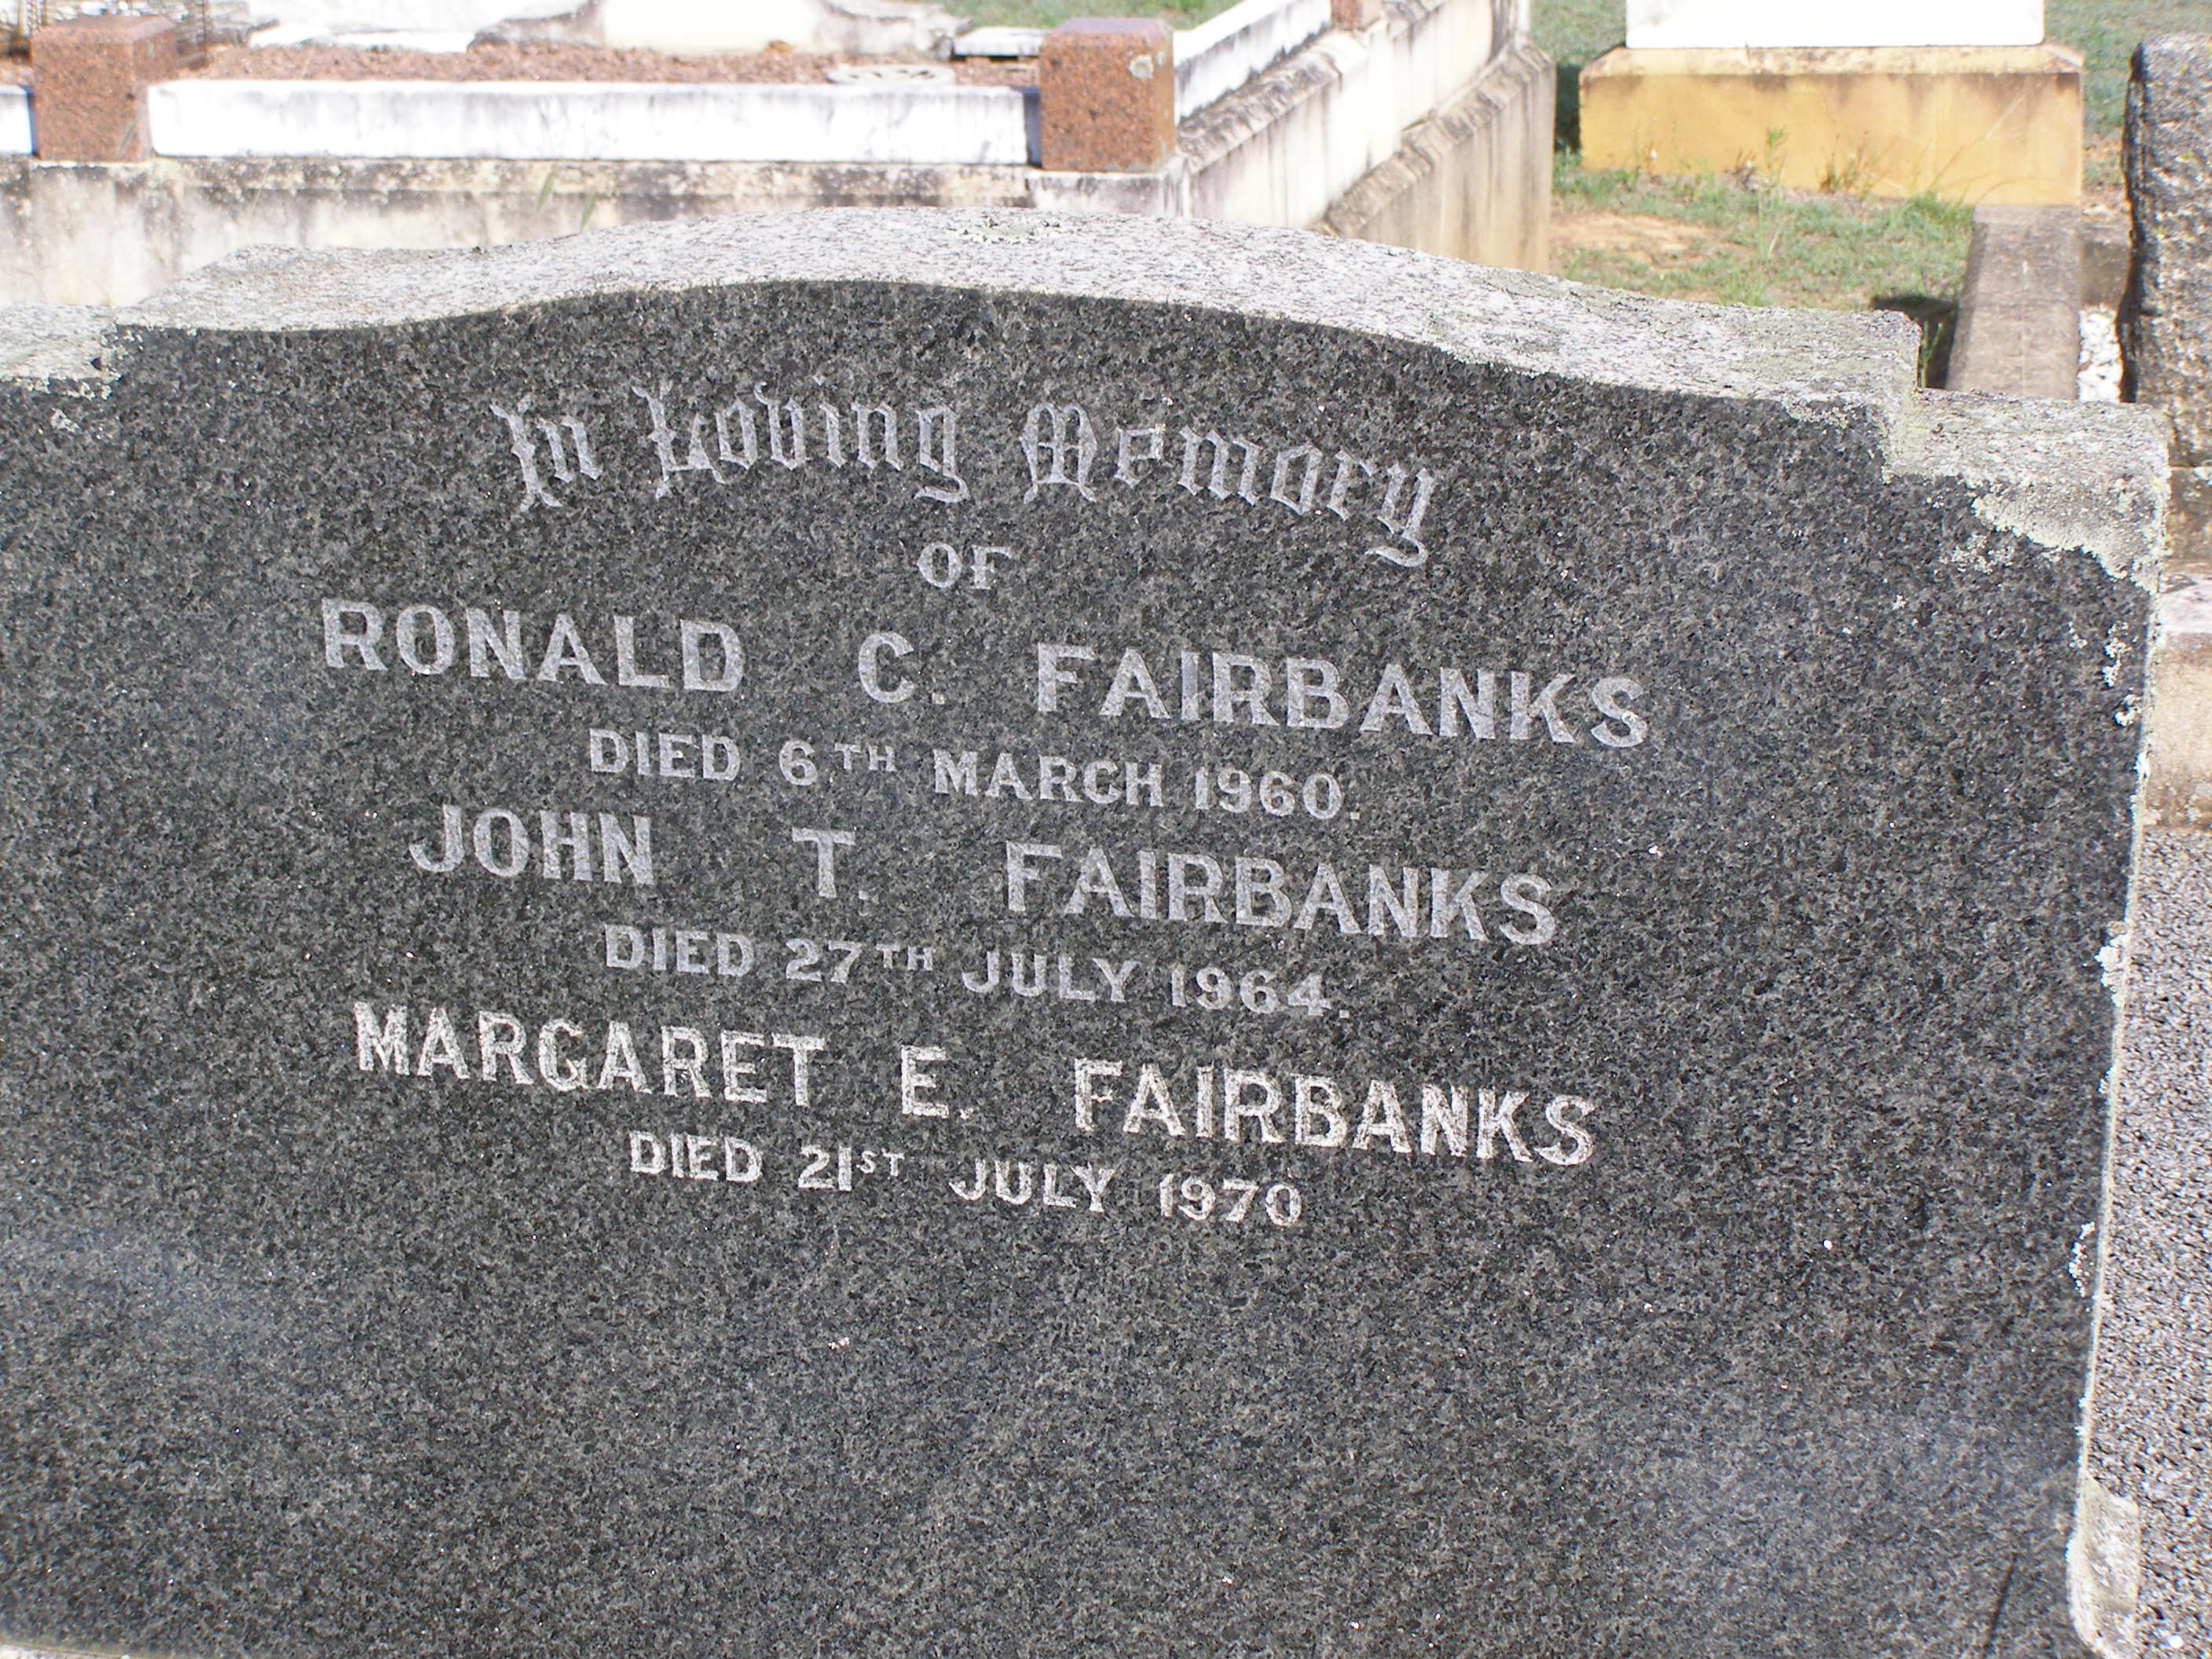 In Loving Memory
OF
RONALD C. FAIRBANKS
DIED 6TH MARCH 1960.
JOHN T. FAIRBANKS
DIED 27TH JULY 1964.
MARGARET E. FAIRBANKS
DIED 21ST JULY 1970